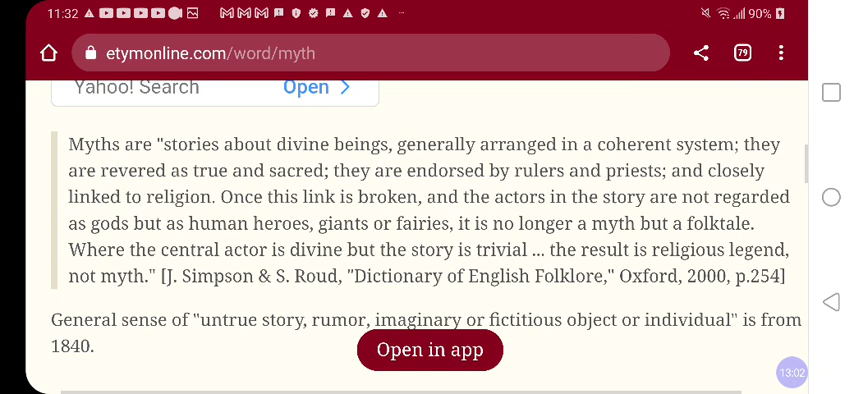 11:32
90%
etymonline.com/word/myth
79
Yahoo! Search
Open
Myths are "stories about divine beings, generally arranged in a coherent system; they
are revered as true and sacred; they are endorsed by rulers and priests; and closely
linked to religion. Once this link is broken, and the actors in the story are not regarded
as gods but as human heroes, giants or fairies, it is no longer a myth but a folktale.
Where the central actor is divine but the story is trivial ... the result is religious legend,
not myth." [J. Simpson & S. Roud, "Dictionary of English Folklore," Oxford, 2000, p.254]
General sense of "untrue story, rumor, imaginary or fictitious object or individual" is from
1840.
Open in app
13:02